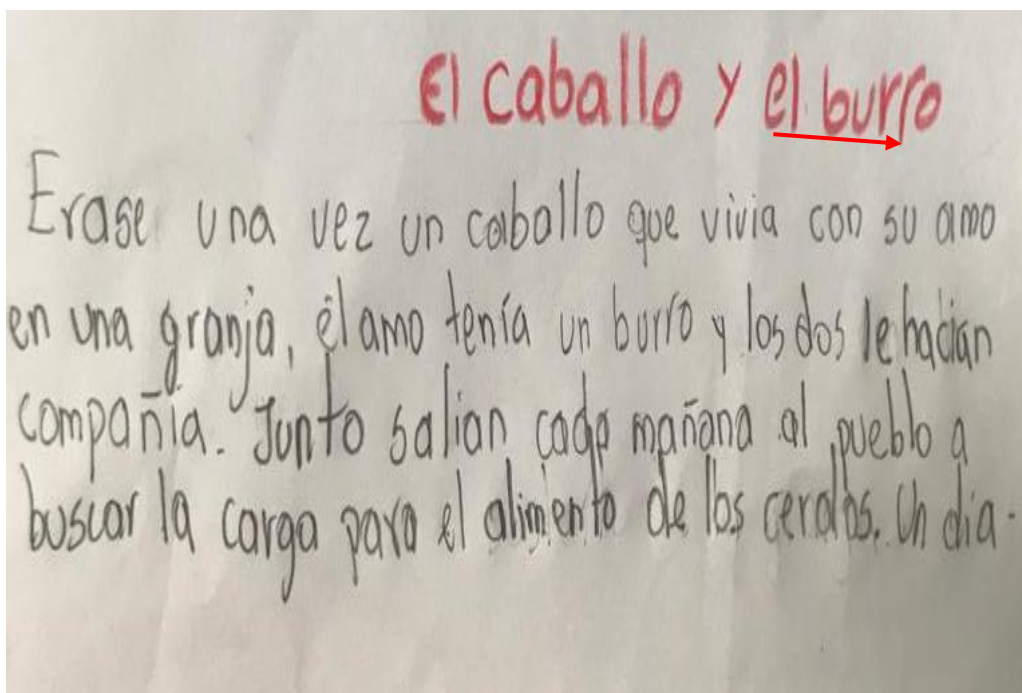 El caballo y el burro
Erase una vez un caballo que vivia con su amo
en una granja, él amo tenía un burro y los dos le hacian
compañia. Junto salian cada mañana al pueblo a
buscar la carga para el alimento de los cerdos. Un dia.